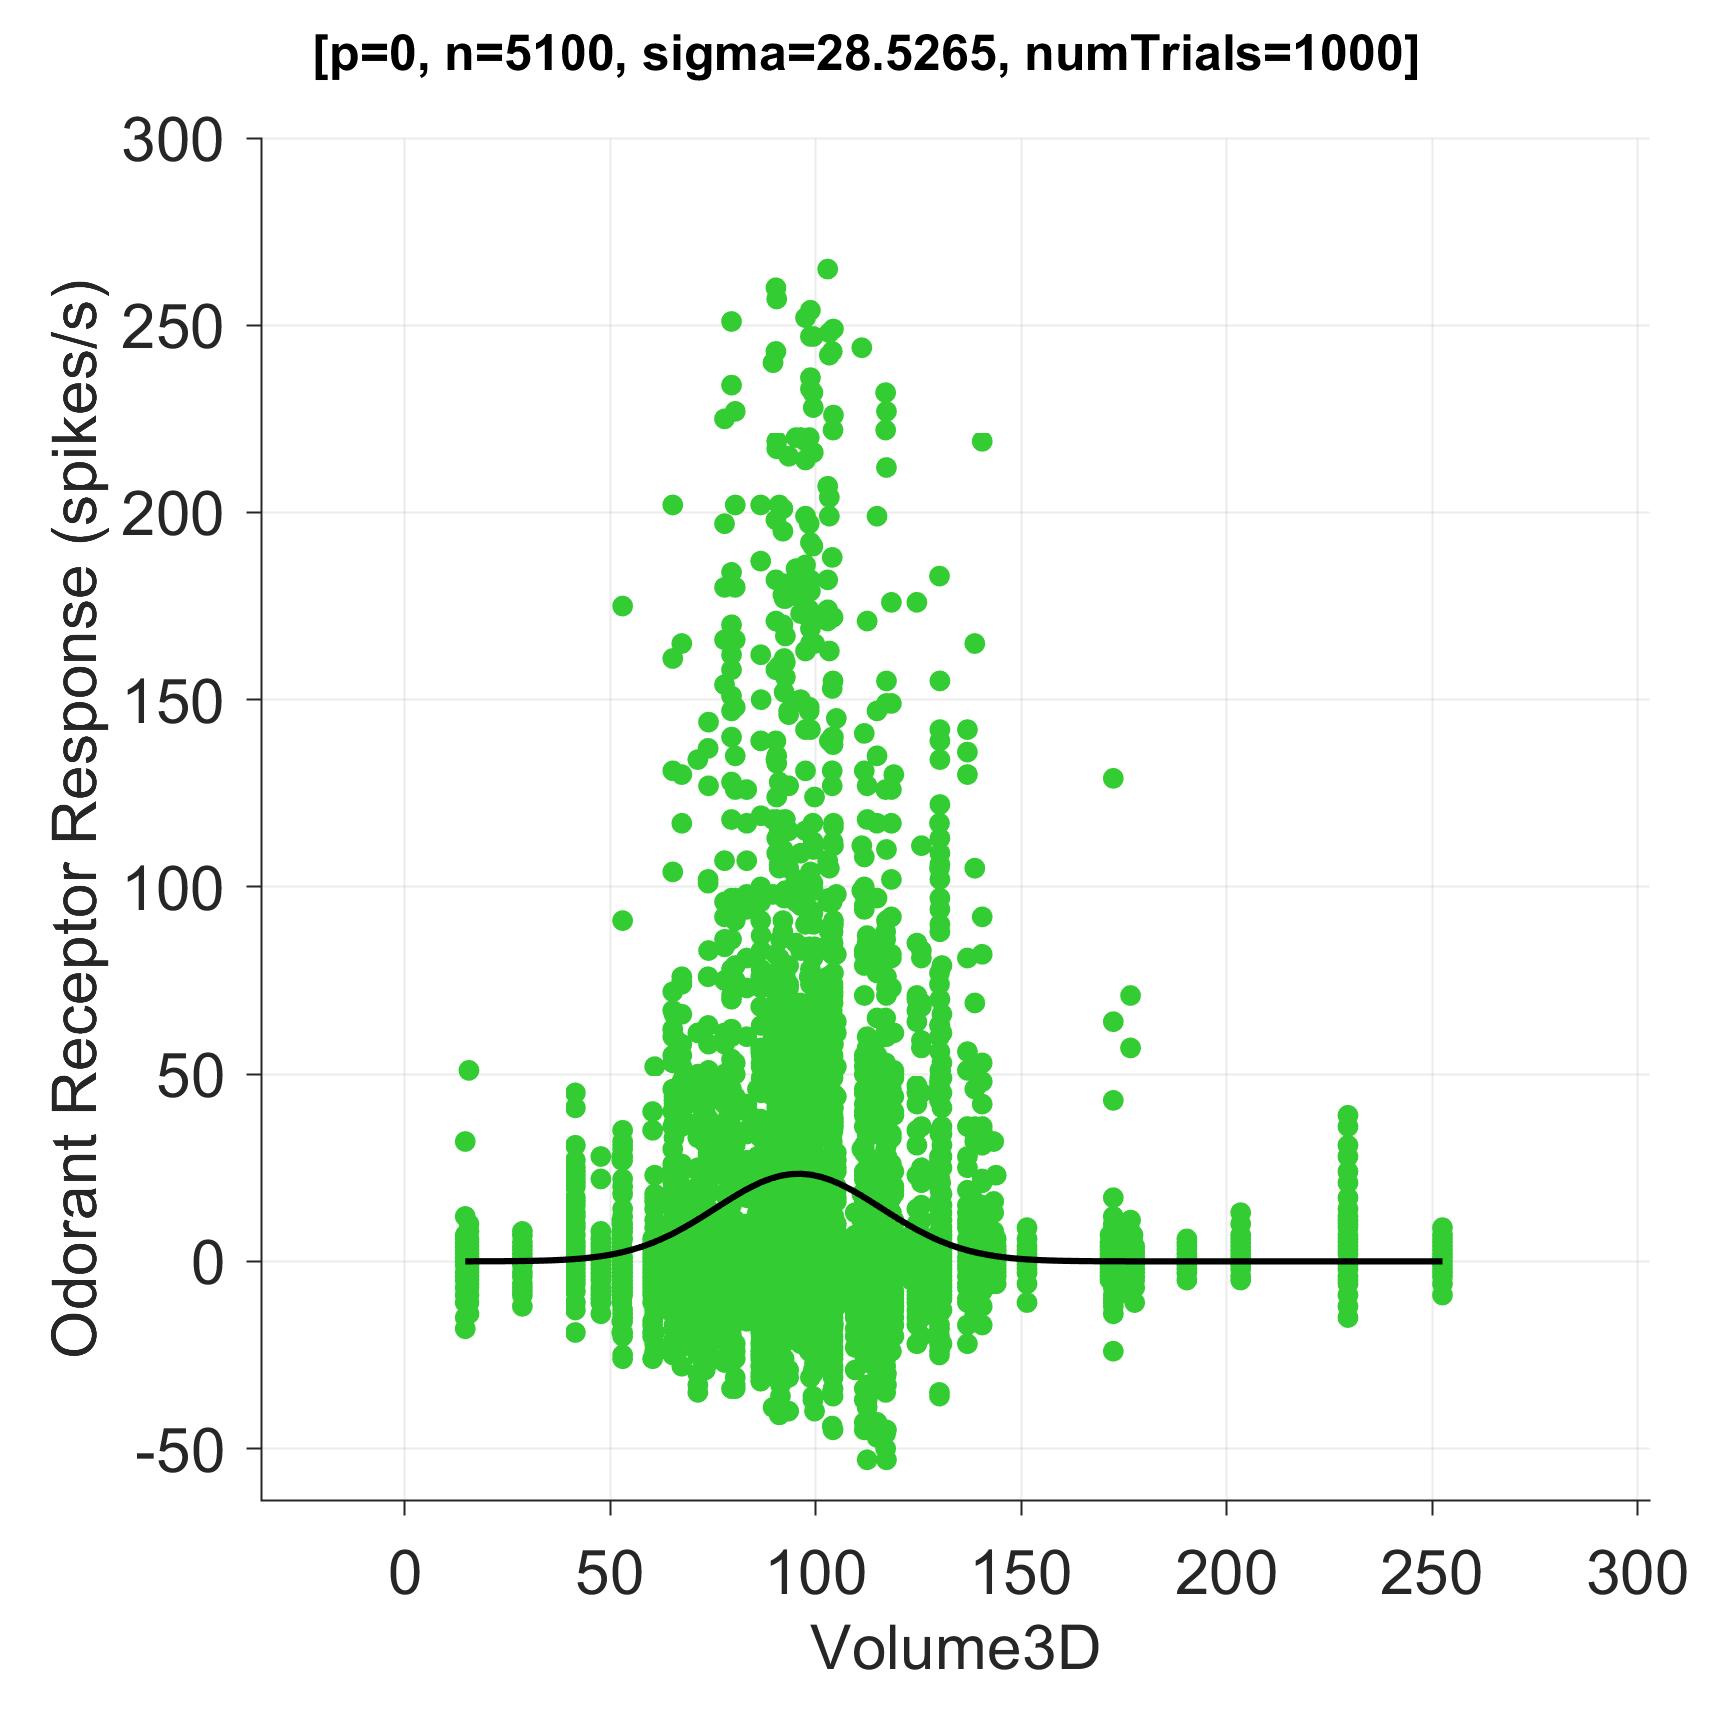 [p=0, n=5100, sigma=28.5265, numTrials=1000]
300
250
200
150
100
50
0
-50
Odorant Receptor Response (spikes/s)
0 50 100 150 200 250 300
Volume3D